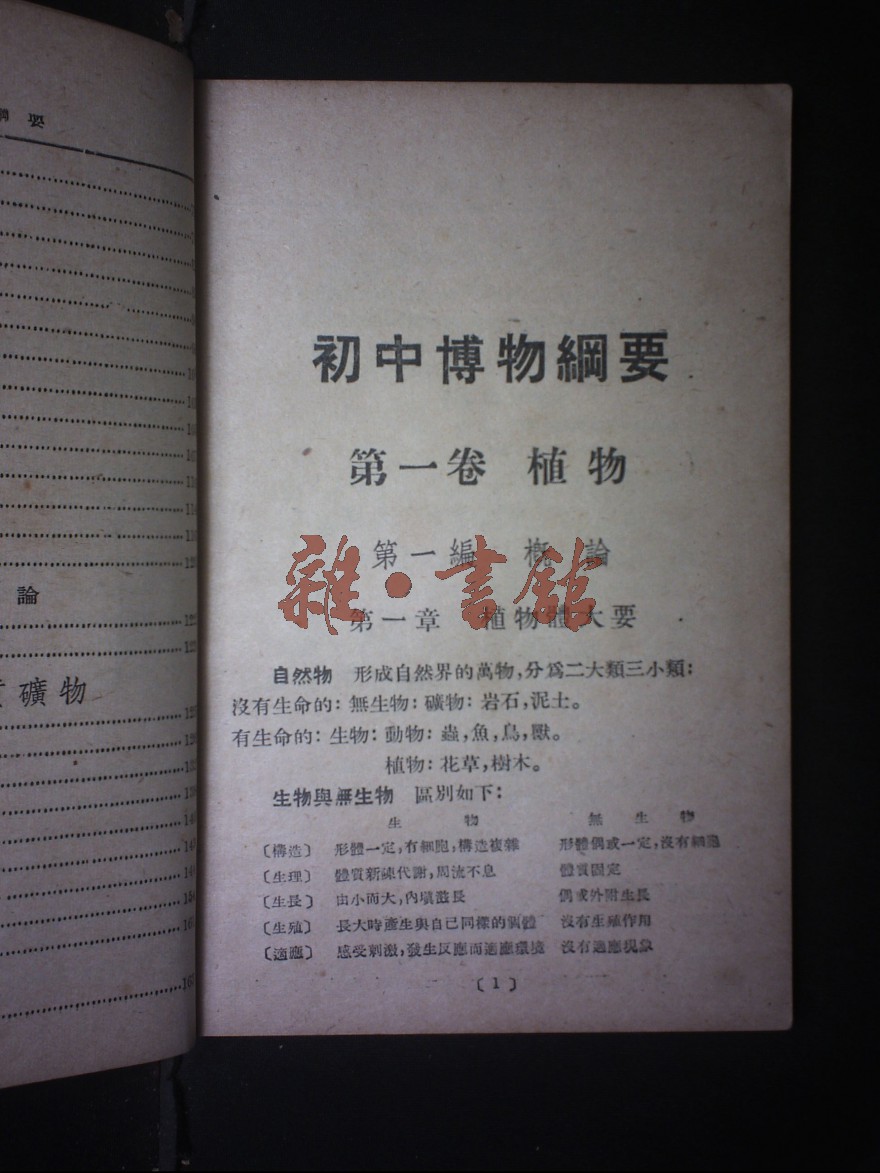 綱要
論
礦物
初中博物綱要
第一卷 植物
第一編 概論
第一章 植物體大要
雜·書館
自然物 形成自然界的萬物,分爲二大類三小類:
沒有生命的: 無生物: 礦物: 岩石,泥土。
有生命的: 生物: 動物: 蟲,魚,鳥,獸。
植物: 花草,樹木。
生物與無生物 區別如下:
生物 無生物
〔構造〕 形體一定,有細胞,構造複雜 形體偶或一定,沒有細胞
〔生理〕 體質新陳代謝,周流不息 體質固定
〔生長〕 由小而大,內填滋長 偶或外附生長
〔生殖〕 長大時產生與自己同樣的個體 沒有生殖作用
〔適應〕 感受刺激,發生反應而適應環境 沒有適應現象
〔1〕